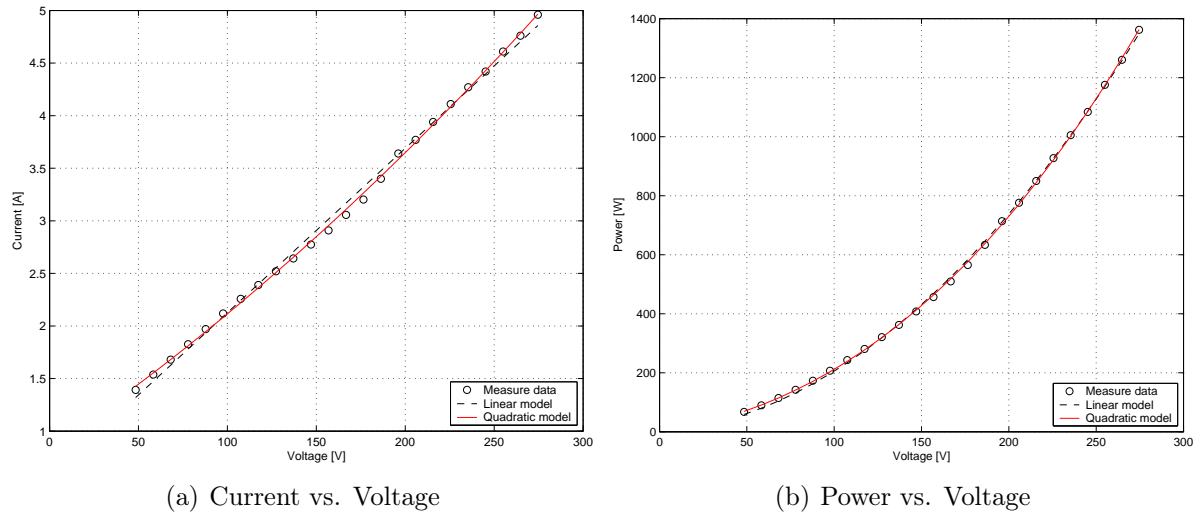 5
4.5
4
3.5
3
2.5
2
1.5
1
Current [A]
0
50
100
150
200
250
300
Voltage [V]
Measure data
Linear model
Quadratic model
(a) Current vs. Voltage
1400
1200
1000
800
600
400
200
0
Power [W]
0
50
100
150
200
250
300
Voltage [V]
Measure data
Linear model
Quadratic model
(b) Power vs. Voltage